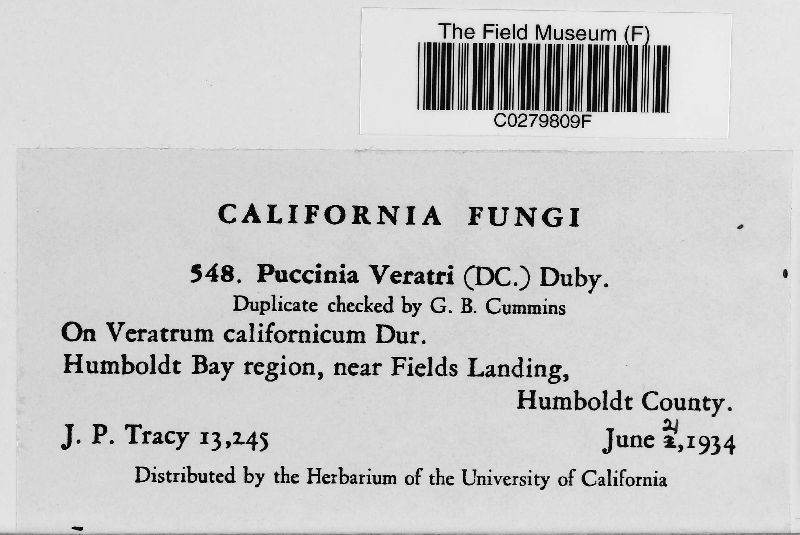 The Field Museum (F)
C0279809F
CALIFORNIA FUNGI
548. Puccinia Veratri (DC.) Duby.
Duplicate checked by G. B. Cummins
On Veratrum californicum Dur.
Humboldt Bay region, near Fields Landing,
Humboldt County.
J. P. Tracy 13,245
June 21, 1934
Distributed by the Herbarium of the University of California